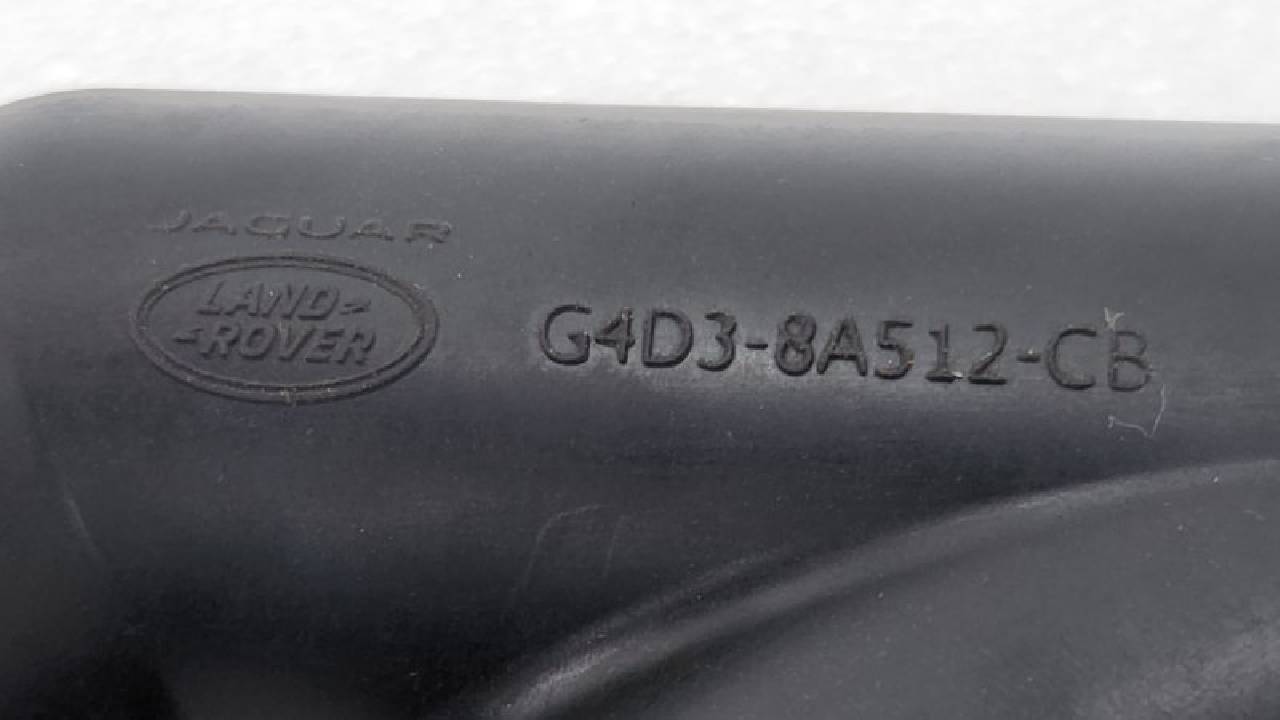 JAGUAR
LAND-
-ROVER
G4D3-8A512-CB